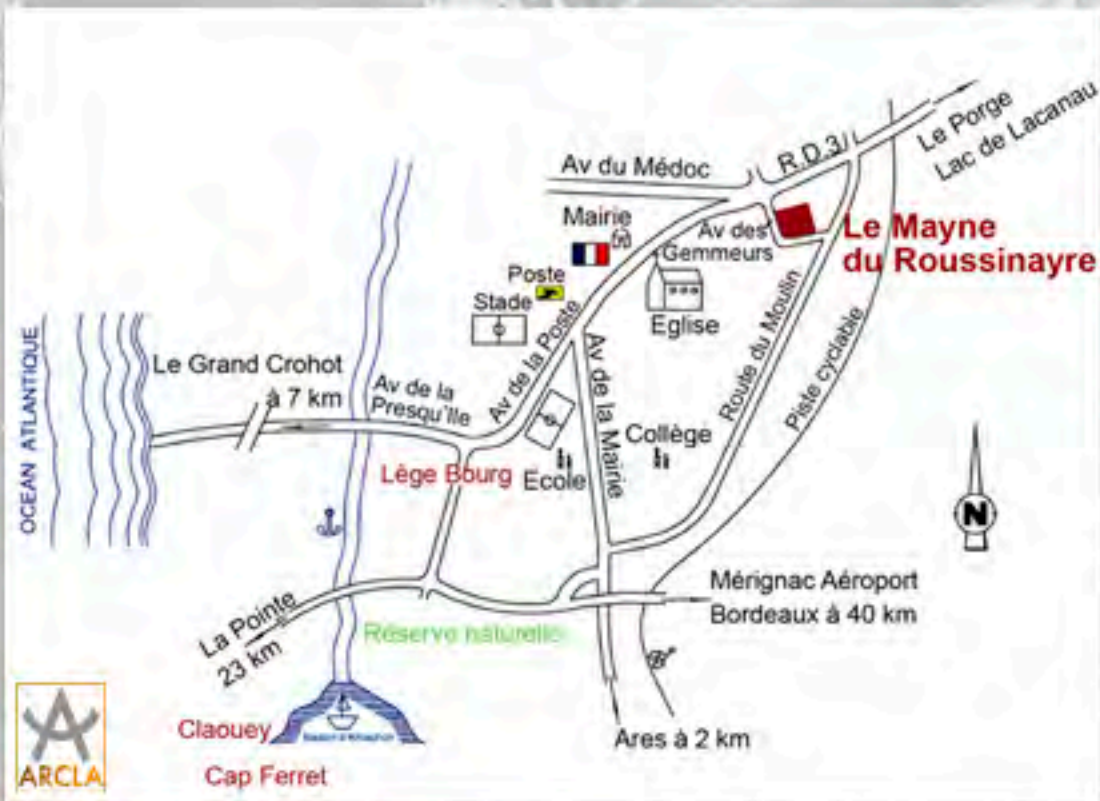 Le Porge
Lac de Lacanau
R.D.3
Av du Médoc
Mairie
Av des
Gemmeurs
Le Mayne
du Roussinayre
Poste
Stade
Eglise
Av de la Poste
Route du Moulin
Piste cyclable
OCEAN ATLANTIQUE
Le Grand Crohot
à 7 km
Av de la
Presqu'Ile
Av de la Mairie
Collège
Lège Bourg
Ecole
N
Mérignac Aéroport
Bordeaux à 40 km
La Pointe
23 km
Réserve naturelle
Claouey
Ares à 2 km
Cap Ferret
ARCLA